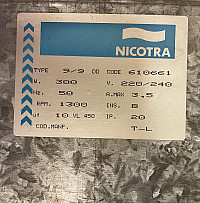 NICOTRA
TYPE 9/9 DD CODE 610661
W. 300 V. 220/240
Hz 50 A.MAX 3,5
RPM. 1300 INS. B
uf 10 VL 450 IP. 20
COD.MANF. T-L